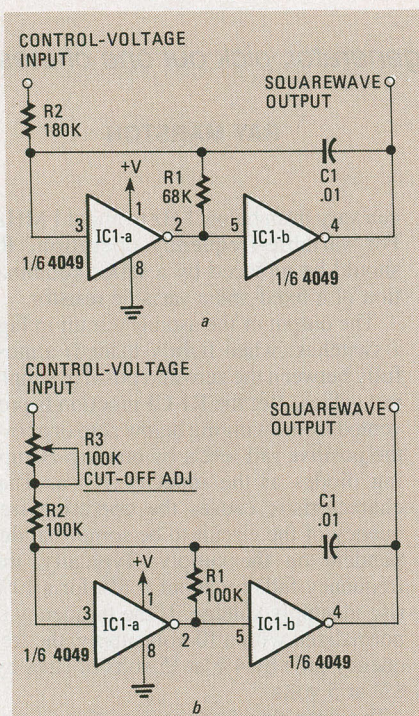 CONTROL-VOLTAGE
INPUT
SQUAREWAVE
OUTPUT
R2
180K
C1
.01
+V
R1
68K
3
1
2
5
4
IC1-a
IC1-b
8
1/6 4049
1/6 4049
a
CONTROL-VOLTAGE
INPUT
SQUAREWAVE
OUTPUT
R3
100K
CUT-OFF ADJ
R2
100K
C1
.01
+V
R1
100K
3
1
2
5
4
IC1-a
IC1-b
8
1/6 4049
1/6 4049
b